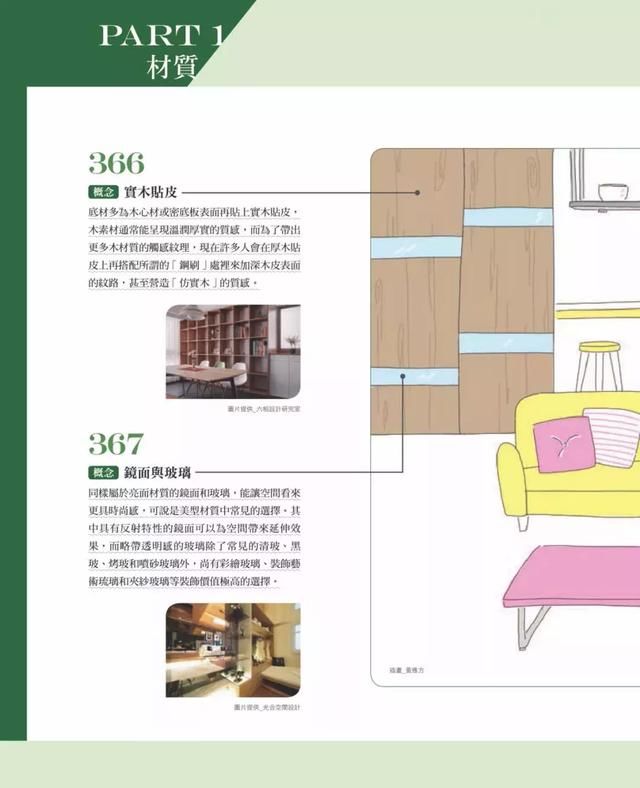 PART 1
材質
366
概念 實木貼皮
底材多為木心材或密底板表面再貼上實木貼皮，
木素材通常能呈現溫潤厚實的質感，而為了帶出
更多木材質的觸感紋理，現在許多人會在厚木貼
皮上再搭配所謂的「鋼刷」處裡來加深木皮表面
的紋路，甚至營造「仿實木」的質感。
圖片提供_六相設計研究室
367
概念 鏡面與玻璃
同樣屬於亮面材質的鏡面和玻璃，能讓空間看來
更具時尚感，可說是美型材質中常見的選擇。其
中具有反射特性的鏡面可以為空間帶來延伸效
果，而略帶透明感的玻璃除了常見的清玻、黑
玻、烤玻和噴砂玻璃外，尚有彩繪玻璃、裝飾藝
術琉璃和夾紗玻璃等裝飾價值極高的選擇。
圖片提供_光合空間設計
插畫_黃雅方